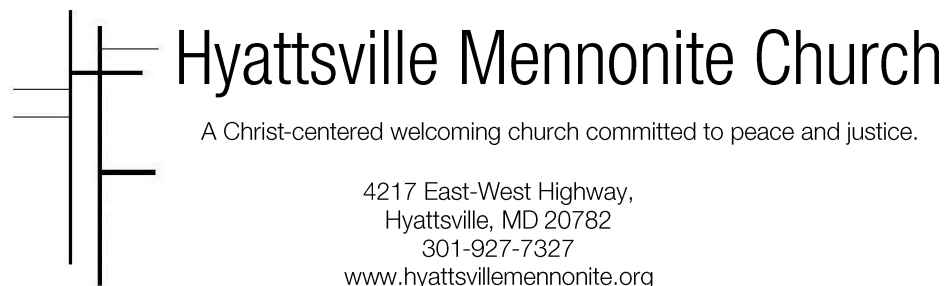 Hyattsville Mennonite Church
A Christ-centered welcoming church committed to peace and justice.
4217 East-West Highway,
Hyattsville, MD 20782
301-927-7327
www.hyattsvillemennonite.org